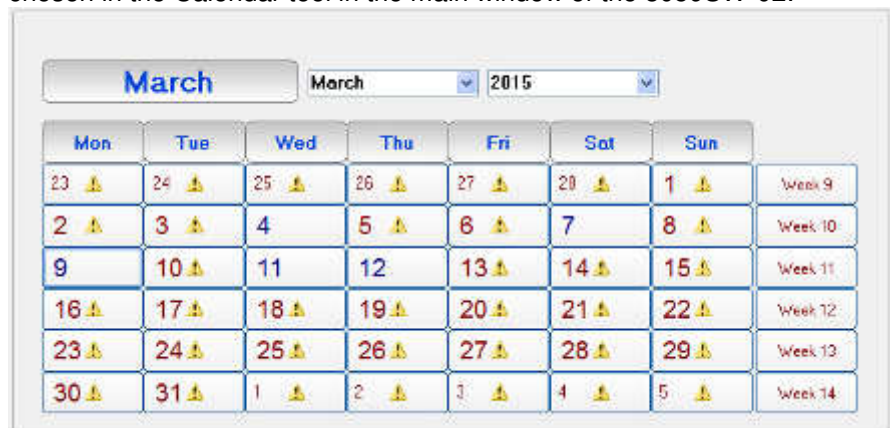 March March 2015
Mon Tue Wed Thu Fri Sat Sun
23 24 25 26 27 28 1 Week 9
2 3 4 5 6 7 8 Week 10
9 10 11 12 13 14 15 Week 11
16 17 18 19 20 21 22 Week 12
23 24 25 26 27 28 29 Week 13
30 31 1 2 3 4 5 Week 14